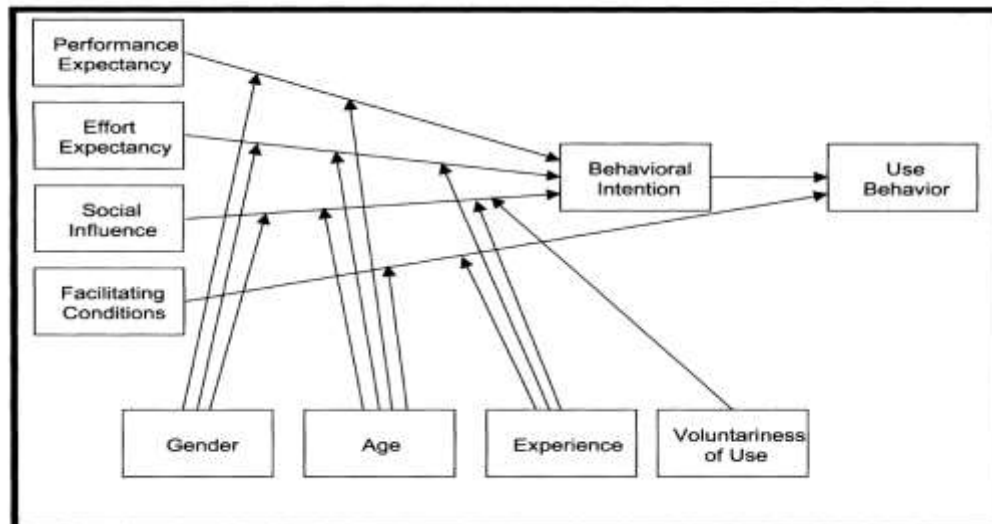 Performance
Expectancy
Effort
Expectancy
Social
Influence
Facilitating
Conditions
Behavioral
Intention
Use
Behavior
Gender
Age
Experience
Voluntariness
of Use